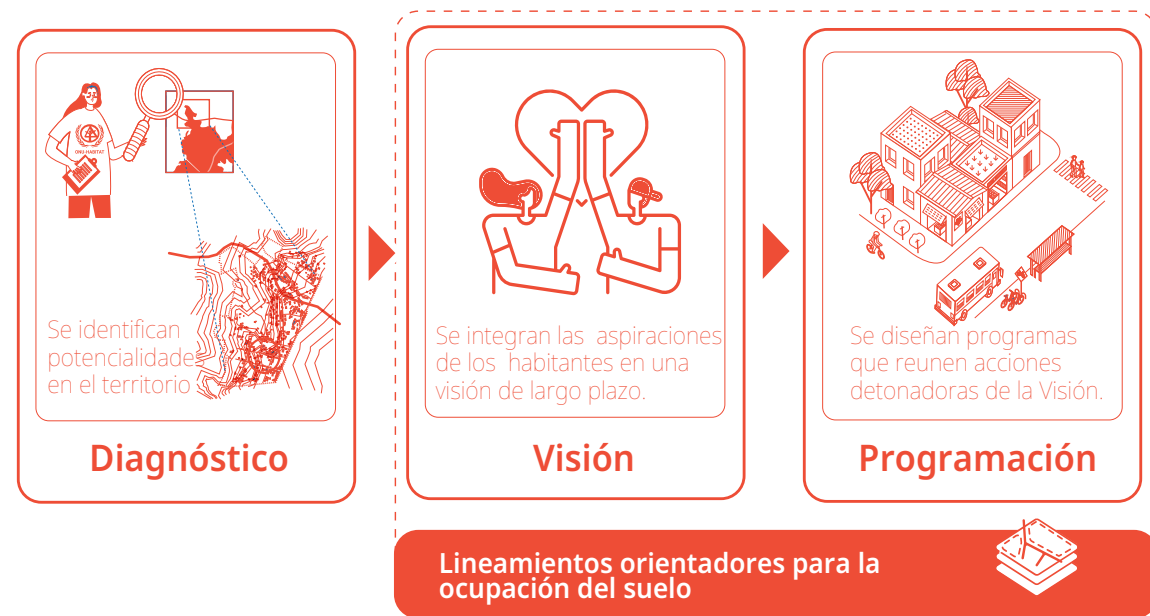 ONU-HABITAT
Se identifican
potencialidades
en el territorio
Diagnóstico
Se integran las aspiraciones
de los habitantes en una
visión de largo plazo.
Visión
Se diseñan programas
que reunen acciones
detonadoras de la Visión.
Programación
Lineamientos orientadores para la
ocupación del suelo